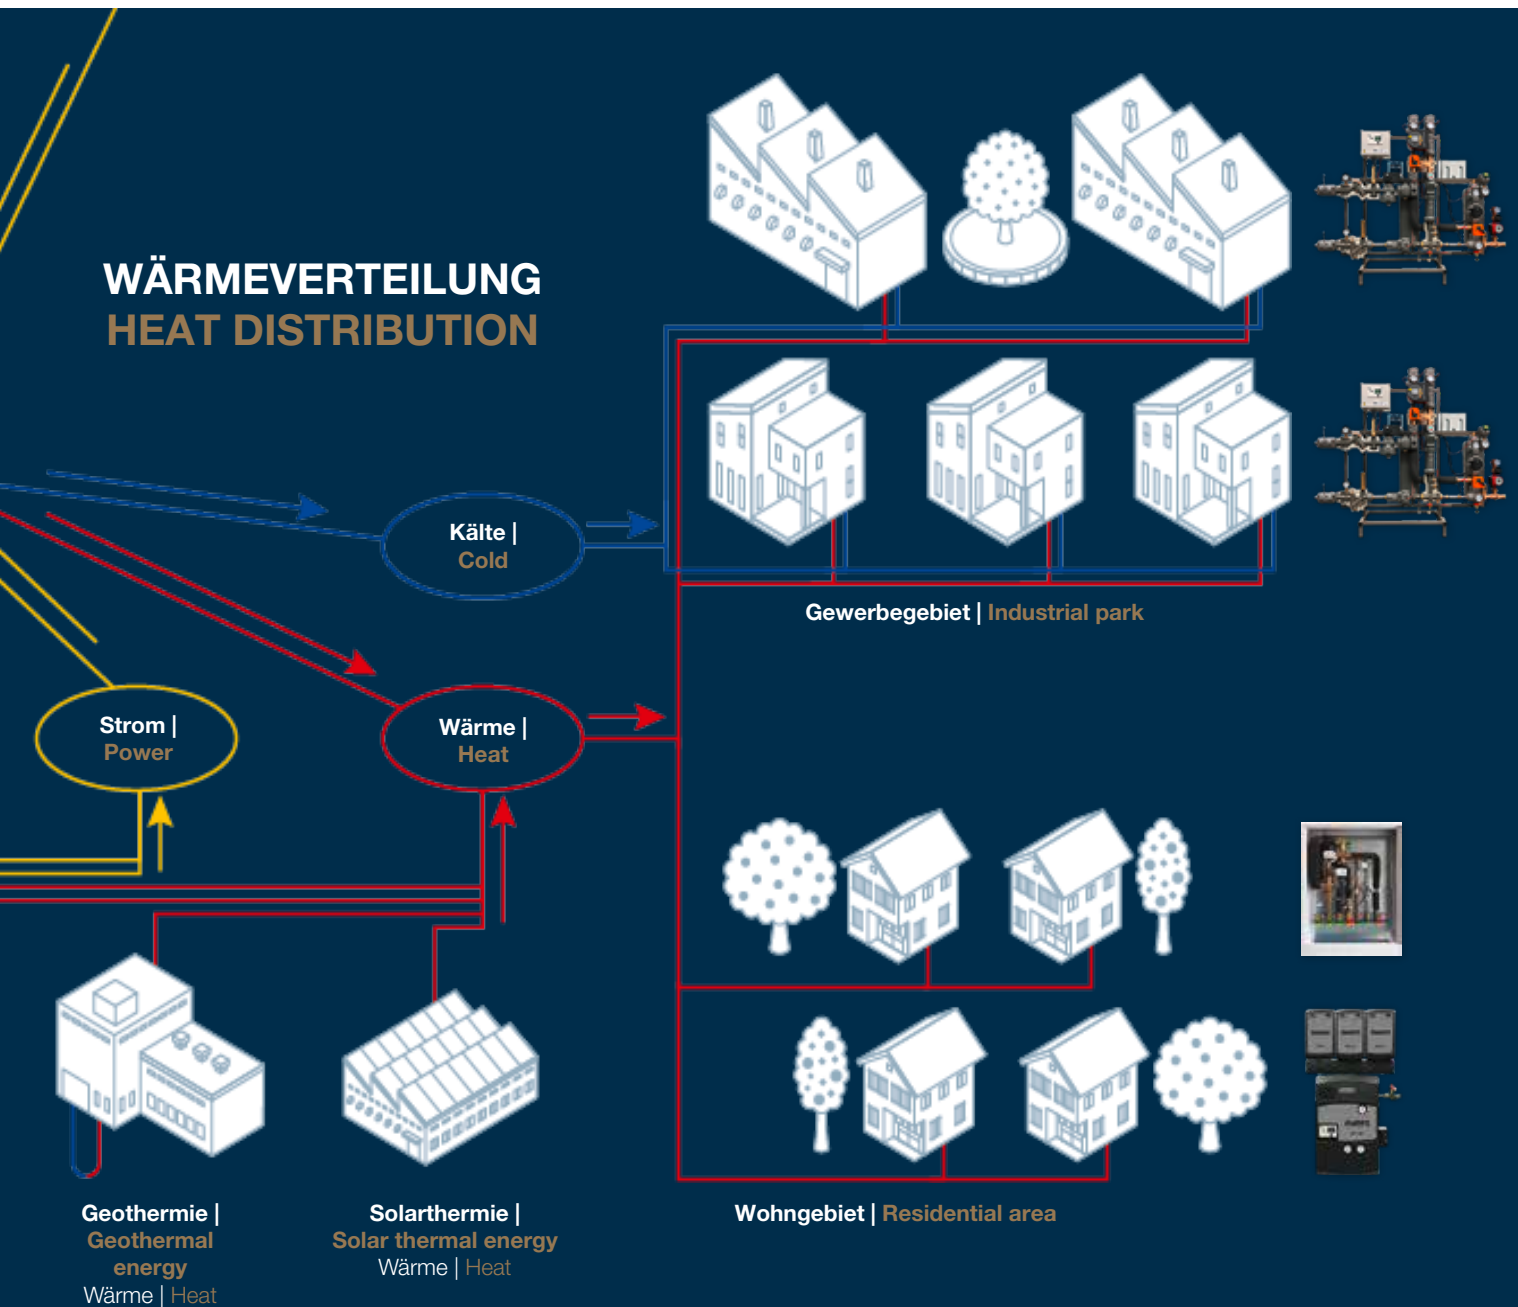 WÄRMEVERTEILUNG
HEAT DISTRIBUTION
Kälte |
Cold
Gewerbegebiet | Industrial park
Strom |
Power
Wärme |
Heat
Geothermie |
Geothermal
energy
Wärme | Heat
Solarthermie |
Solar thermal energy
Wärme | Heat
Wohngebiet | Residential area